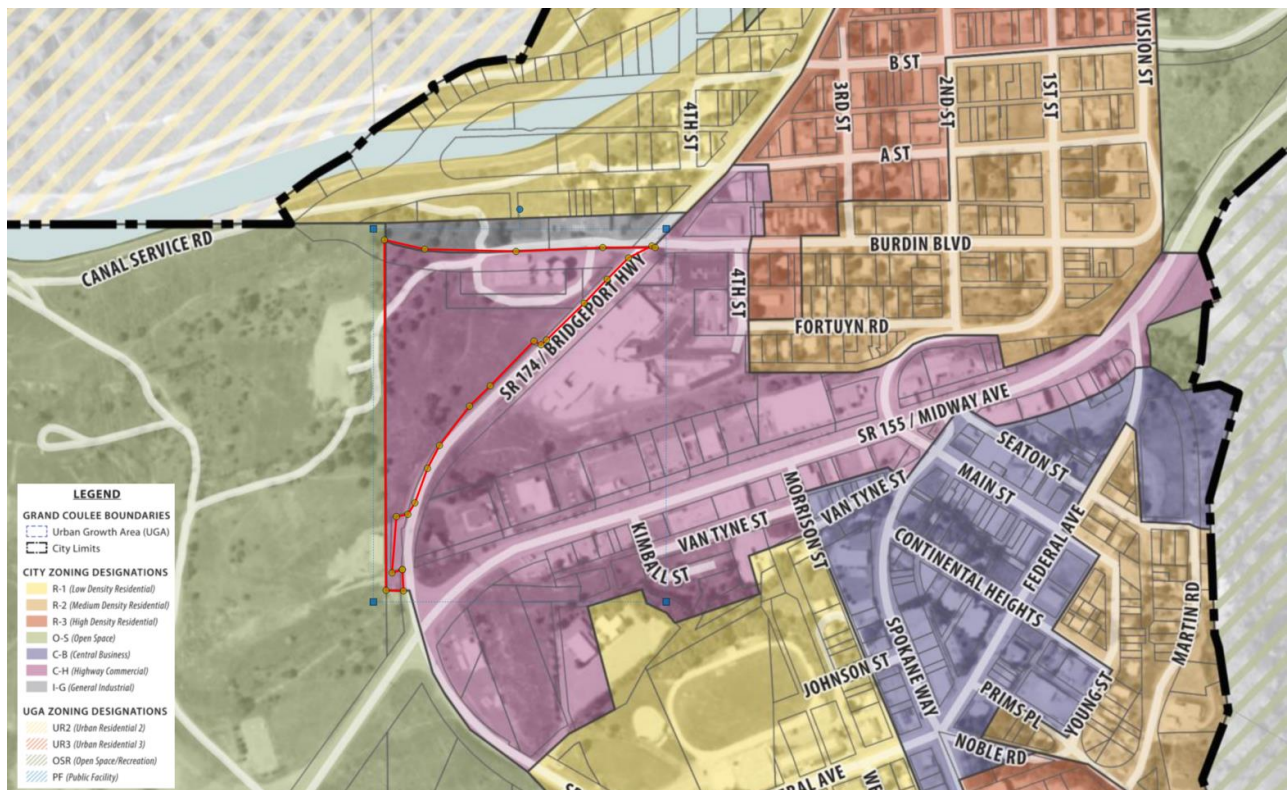 IVISION ST
B ST
3RD ST
2ND ST
1ST ST
4TH ST
A ST
CANAL SERVICE RD
BURDIN BLVD
SR 174 / BRIDGEPORT HWY
4TH ST
FORTUYN RD
SR 155 / MIDWAY AVE
SEATON ST
MAIN ST
MORRISON ST
VAN TYNE ST
VAN TYNE ST
KIMBALL ST
FEDERAL AVE
CONTINENTAL HEIGHTS
MARTIN RD
SPOKANE WAY
JOHNSON ST
PRIMS PL
YOUNG ST
NOBLE RD
RAL AVE
WE
LEGEND
GRAND COULEE BOUNDARIES
Urban Growth Area (UGA)
City Limits
CITY ZONING DESIGNATIONS
R-1 (Low Density Residential)
R-2 (Medium Density Residential)
R-3 (High Density Residential)
O-S (Open Space)
C-B (Central Business)
C-H (Highway Commercial)
I-G (General Industrial)
UGA ZONING DESIGNATIONS
UR2 (Urban Residential 2)
UR3 (Urban Residential 3)
OSR (Open Space/Recreation)
PF (Public Facility)